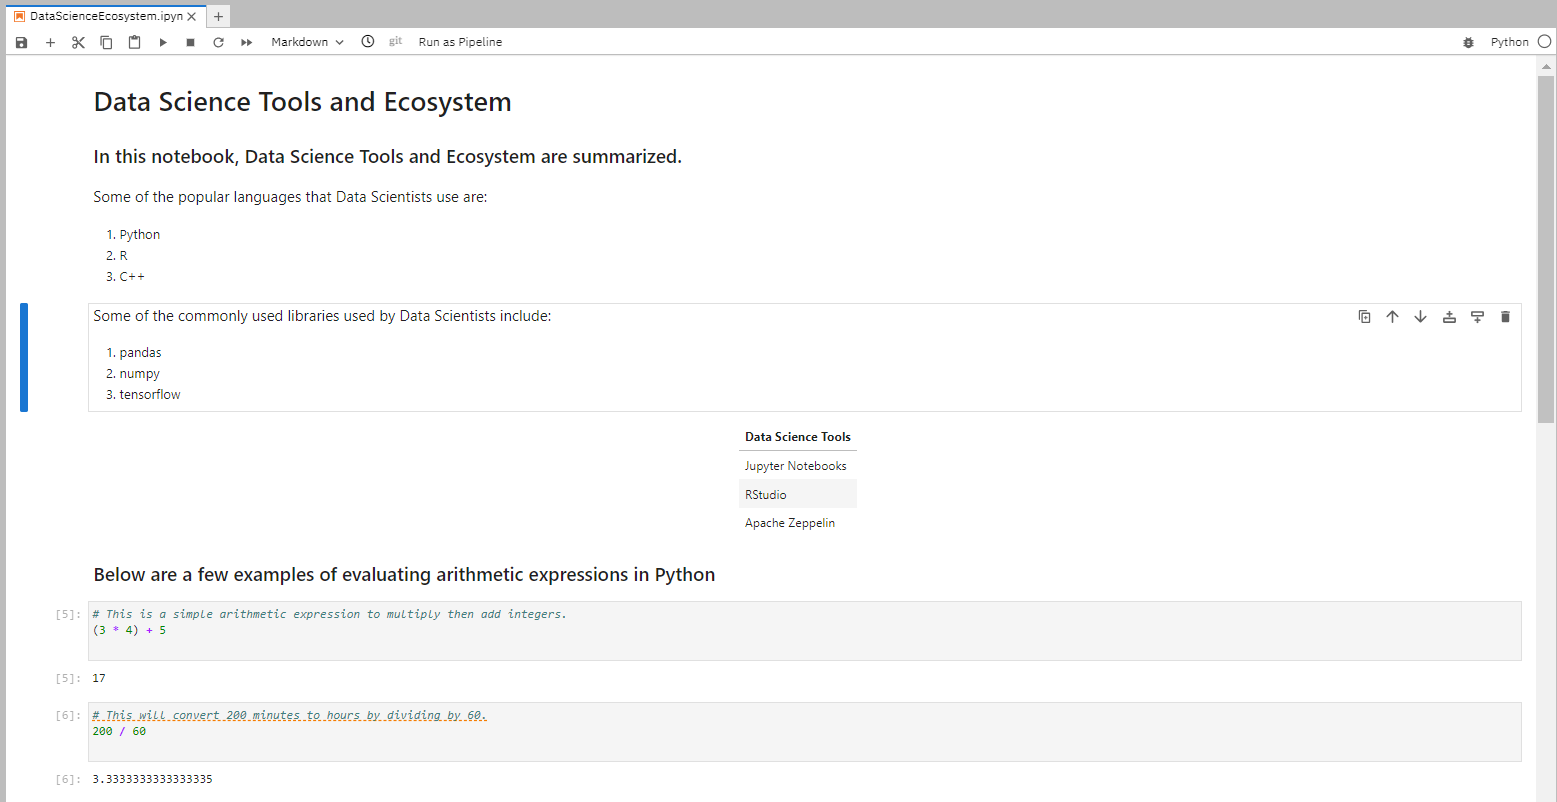 DataScienceEcosystem.ipyn
Markdown
git
Run as Pipeline
Python
Data Science Tools and Ecosystem
In this notebook, Data Science Tools and Ecosystem are summarized.
Some of the popular languages that Data Scientists use are:
1. Python
2. R
3. C++
Some of the commonly used libraries used by Data Scientists include:
1. pandas
2. numpy
3. tensorflow
Data Science Tools
Jupyter Notebooks
RStudio
Apache Zeppelin
Below are a few examples of evaluating arithmetic expressions in Python
[5]: # This is a simple arithmetic expression to multiply then add integers.
(3 * 4) + 5
[5]: 17
[6]: # This will convert 200 minutes to hours by dividing by 60.
200 / 60
[6]: 3.3333333333333335